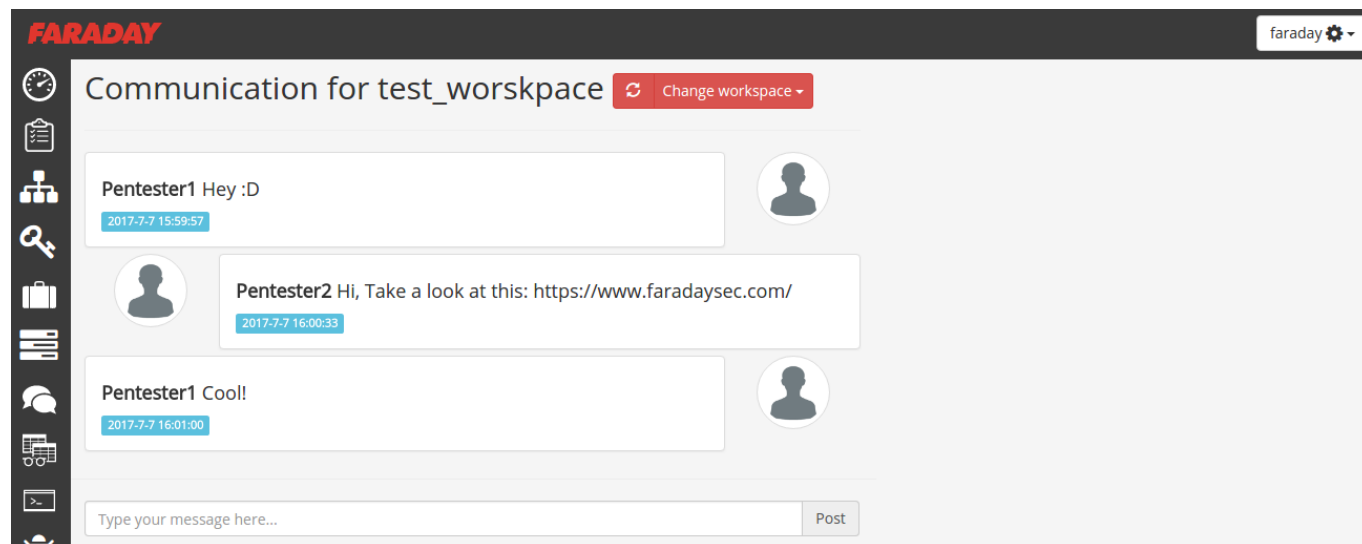 FARADAY
faraday
Communication for test_worskpace
Change workspace
Pentester1 Hey :D
2017-7-7 15:59:57
Pentester2 Hi, Take a look at this: https://www.faradaysec.com/
2017-7-7 16:00:33
Pentester1 Cool!
2017-7-7 16:01:00
Type your message here...
Post